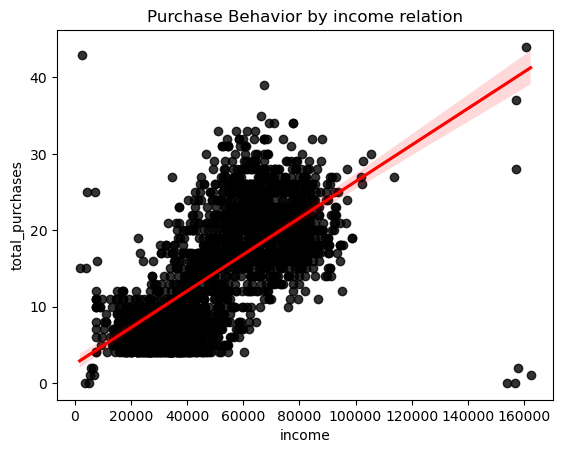 Purchase Behavior by income relation
total_purchases
40
30
20
10
0
0 20000 40000 60000 80000 100000 120000 140000 160000
income